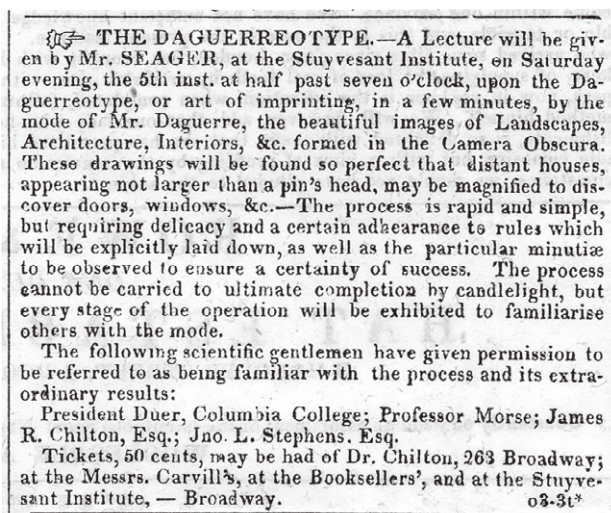 ☞ THE DAGUERREOTYPE.—A Lecture will be giv-
en by Mr. SEAGER, at the Stuyvesant Institute, on Saturday
evening, the 5th inst. at half past seven o'clock, upon the Da-
guerreotype, or art of imprinting, in a few minutes, by the
mode of Mr. Daguerre, the beautiful images of Landscapes,
Architecture, Interiors, &c. formed in the Camera Obscura.
These drawings will be found so perfect that distant houses,
appearing not larger than a pin's head, may be magnified to dis-
cover doors, windows, &c.—The process is rapid and simple,
but requiring delicacy and a certain adhearance to rules which
will be explicitly laid down, as well as the particular minutiæ
to be observed to ensure a certainty of success. The process
cannot be carried to ultimate completion by candlelight, but
every stage of the operation will be exhibited to familiarise
others with the mode.
The following scientific gentlemen have given permission to
be referred to as being familiar with the process and its extra-
ordinary results:
President Duer, Columbia College; Professor Morse; James
R. Chilton, Esq.; Jno. L. Stephens, Esq.
Tickets, 50 cents, may be had of Dr. Chilton, 263 Broadway;
at the Messrs. Carvill's, at the Booksellers', and at the Stuyve-
sant Institute, — Broadway. o3-3t*